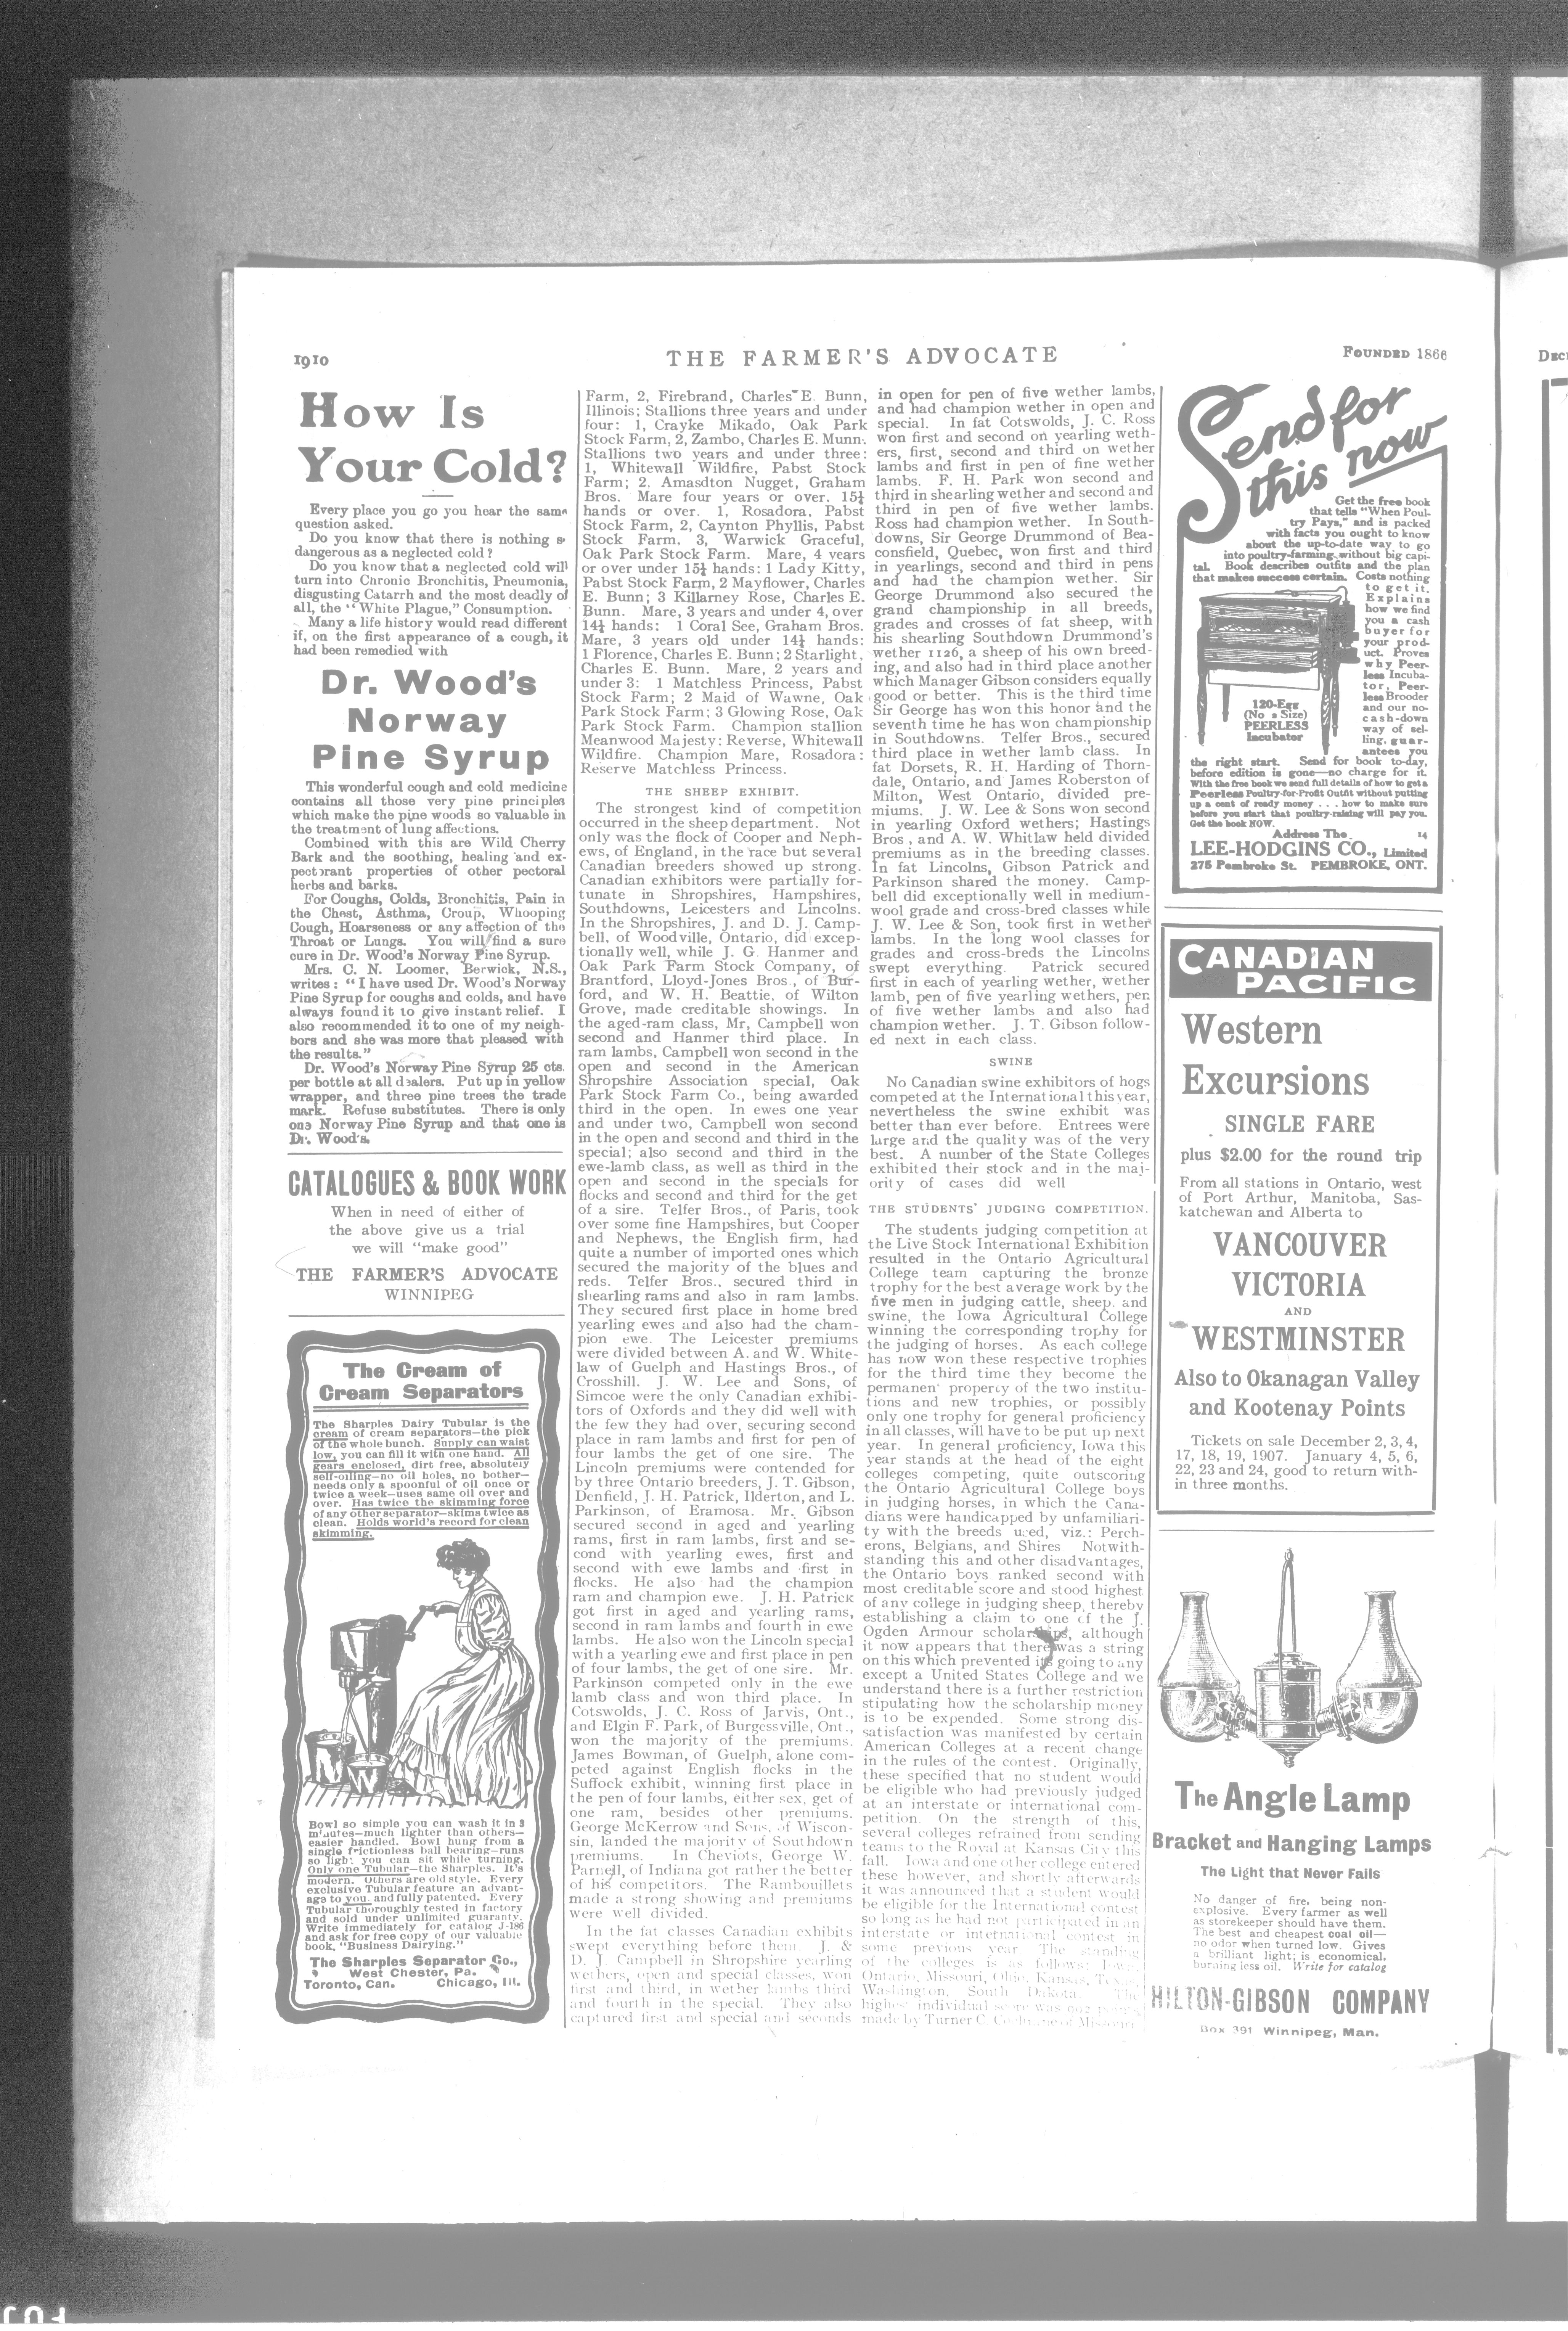 1910
THE FARMER'S ADVOCATE
FOUNDED 1866
How Is
Your Cold?
Every place you go you hear the same
question asked.
Do you know that there is nothing so
dangerous as a neglected cold?
Do you know that a neglected cold will
turn into Chronic Bronchitis, Pneumonia,
disgusting Catarrh and the most deadly of
all, the "White Plague," Consumption.
Many a life history would read different
if, on the first appearance of a cough, it
had been remedied with
Dr. Wood's
Norway
Pine Syrup
This wonderful cough and cold medicine
contains all those very pine principles
which make the pine woods so valuable in
the treatment of lung affections.
Combined with this are Wild Cherry
Bark and the soothing, healing and ex-
pectorant properties of other pectoral
herbs and barks.
For Coughs, Colds, Bronchitis, Pain in
the Chest, Asthma, Croup, Whooping
Cough, Hoarseness or any affection of the
Throat or Lungs. You will find a sure
cure in Dr. Wood's Norway Pine Syrup.
Mrs. C. N. Loomer, Berwick, N.S.,
writes: "I have used Dr. Wood's Norway
Pine Syrup for coughs and colds, and have
always found it to give instant relief. I
also recommended it to one of my neigh-
bors and she was more that pleased with
the results."
Dr. Wood's Norway Pine Syrup 25 cts.
per bottle at all dealers. Put up in yellow
wrapper, and three pine trees the trade
mark. Refuse substitutes. There is only
one Norway Pine Syrup and that one is
Dr. Wood's.
CATALOGUES & BOOK WORK
When in need of either of
the above give us a trial
we will "make good"
THE FARMER'S ADVOCATE
WINNIPEG
The Cream of
Cream Separators
The Sharples Dairy Tubular is the
cream of cream separators—the pick
of the whole bunch. Supply can waist
low, you can fill it with one hand. All
gears enclosed, dirt free, absolutely
self-oiling—no oil holes, no bother—
needs only a spoonful of oil once or
twice a week—uses same oil over and
over. Has twice the skimming force
of any other separator—skims twice as
clean. Holds world's record for clean
skimming.
Bowl so simple you can wash it in 3
minutes—much lighter than others—
easier handled. Bowl hung from a
single frictionless ball bearing—runs
so light you can sit while turning.
Only one Tubular—the Sharples. It's
modern. Others are old style. Every
exclusive Tubular feature an advant-
age to you and fully patented. Every
Tubular thoroughly tested in factory
and sold under unlimited guaranty.
Write immediately for catalog J-186
and ask for free copy of our valuable
book, "Business Dairying."
The Sharples Separator Co.,
West Chester, Pa.
Toronto, Can. Chicago, Ill.
Farm, 2, Firebrand, Charles E. Bunn,
Illinois; Stallions three years and under
four: 1, Crayke Mikado, Oak Park
Stock Farm, 2, Zambo, Charles E. Munn.
Stallions two years and under three:
1, Whitewall Wildfire, Pabst Stock
Farm; 2. Amasdton Nugget, Graham
Bros. Mare four years or over. 15¼
hands or over. 1, Rosadora, Pabst
Stock Farm, 2, Caynton Phyllis, Pabst
Stock Farm. 3, Warwick Graceful,
Oak Park Stock Farm. Mare, 4 years
or over under 15¼ hands: 1 Lady Kitty,
Pabst Stock Farm, 2 Mayflower, Charles
E. Bunn; 3 Killarney Rose, Charles E.
Bunn. Mare, 3 years and under 4, over
14¼ hands: 1 Coral See, Graham Bros.
Mare, 3 years old under 14¼ hands:
1 Florence, Charles E. Bunn; 2 Starlight,
Charles E. Bunn. Mare, 2 years and
under 3: 1 Matchless Princess, Pabst
Stock Farm; 2 Maid of Wawne, Oak
Park Stock Farm; 3 Glowing Rose, Oak
Park Stock Farm. Champion stallion
Meanwood Majesty: Reverse, Whitewall
Wildfire. Champion Mare, Rosadora:
Reserve Matchless Princess.
THE SHEEP EXHIBIT.
The strongest kind of competition
occurred in the sheep department. Not
only was the flock of Cooper and Neph-
ews, of England, in the race but several
Canadian breeders showed up strong.
Canadian exhibitors were partially for-
tunate in Shropshires, Hampshires,
Southdowns, Leicesters and Lincolns.
In the Shropshires, J. and D. J. Camp-
bell, of Woodville, Ontario, did excep-
tionally well, while J. G. Hanmer and
Oak Park Farm Stock Company, of
Brantford, Lloyd-Jones Bros., of Bur-
ford, and W. H. Beattie, of Wilton
Grove, made creditable showings. In
the aged-ram class, Mr, Campbell won
second and Hanmer third place. In
ram lambs, Campbell won second in the
open and second in the American
Shropshire Association special, Oak
Park Stock Farm Co., being awarded
third in the open. In ewes one year
and under two, Campbell won second
in the open and second and third in the
special; also second and third in the
ewe-lamb class, as well as third in the
open and second in the specials for
flocks and second and third for the get
of a sire. Telfer Bros., of Paris, took
over some fine Hampshires, but Cooper
and Nephews, the English firm, had
quite a number of imported ones which
secured the majority of the blues and
reds. Telfer Bros., secured third in
shearling rams and also in ram lambs.
They secured first place in home bred
yearling ewes and also had the cham-
pion ewe. The Leicester premiums
were divided between A. and W. White-
law of Guelph and Hastings Bros., of
Crosshill. J. W. Lee and Sons, of
Simcoe were the only Canadian exhibi-
tors of Oxfords and they did well with
the few they had over, securing second
place in ram lambs and first for pen of
four lambs the get of one sire. The
Lincoln premiums were contended for
by three Ontario breeders, J. T. Gibson,
Denfield, J. H. Patrick, Ilderton, and L.
Parkinson, of Eramosa. Mr. Gibson
secured second in aged and yearling
rams, first in ram lambs, first and se-
cond with yearling ewes, first and
second with ewe lambs and first in
flocks. He also had the champion
ram and champion ewe. J. H. Patrick
got first in aged and yearling rams,
second in ram lambs and fourth in ewe
lambs. He also won the Lincoln special
with a yearling ewe and first place in pen
of four lambs, the get of one sire. Mr.
Parkinson competed only in the ewe
lamb class and won third place. In
Cotswolds, J. C. Ross of Jarvis, Ont.,
and Elgin F. Park, of Burgessville, Ont.,
won the majority of the premiums.
James Bowman, of Guelph, alone com-
peted against English flocks in the
Suffock exhibit, winning first place in
the pen of four lambs, either sex, get of
one ram, besides other premiums.
George McKerrow and Sons, of Wiscon-
sin, landed the majority of Southdown
premiums. In Cheviots, George W.
Parnell, of Indiana got rather the better
of his competitors. The Rambouillets
made a strong showing and premiums
were well divided.
In the fat classes Canadian exhibits
swept everything before them. J. &
D. J. Campbell in Shropshire yearling
wethers, open and special classes, won
first and third, in wether lambs third
and fourth in the special. They also
captured first and special and seconds
in open for pen of five wether lambs,
and had champion wether in open and
special. In fat Cotswolds, J. C. Ross
won first and second on yearling weth-
ers, first, second and third on wether
lambs and first in pen of fine wether
lambs. F. H. Park won second and
third in shearling wether and second and
third in pen of five wether lambs.
Ross had champion wether. In South-
downs, Sir George Drummond of Bea-
consfield, Quebec, won first and third
in yearlings, second and third in pens
and had the champion wether. Sir
George Drummond also secured the
grand championship in all breeds,
grades and crosses of fat sheep, with
his shearling Southdown Drummond's
wether 1126, a sheep of his own breed-
ing, and also had in third place another
which Manager Gibson considers equally
good or better. This is the third time
Sir George has won this honor and the
seventh time he has won championship
in Southdowns. Telfer Bros., secured
third place in wether lamb class. In
fat Dorsets, R. H. Harding of Thorn-
dale, Ontario, and James Roberston of
Milton, West Ontario, divided pre-
miums. J. W. Lee & Sons won second
in yearling Oxford wethers; Hastings
Bros., and A. W. Whitlaw held divided
premiums as in the breeding classes.
In fat Lincolns, Gibson Patrick and
Parkinson shared the money. Camp-
bell did exceptionally well in medium-
wool grade and cross-bred classes while
J. W. Lee & Son, took first in wether
lambs. In the long wool classes for
grades and cross-breds the Lincolns
swept everything. Patrick secured
first in each of yearling wether, wether
lamb, pen of five yearling wethers, pen
of five wether lambs and also had
champion wether. J. T. Gibson follow-
ed next in each class.
SWINE
No Canadian swine exhibitors of hogs
competed at the International this year,
nevertheless the swine exhibit was
better than ever before. Entrees were
large and the quality was of the very
best. A number of the State Colleges
exhibited their stock and in the maj-
ority of cases did well
THE STUDENTS' JUDGING COMPETITION.
The students judging competition at
the Live Stock International Exhibition
resulted in the Ontario Agricultural
College team capturing the bronze
trophy for the best average work by the
five men in judging cattle, sheep. and
swine, the Iowa Agricultural College
winning the corresponding trophy for
the judging of horses. As each college
has now won these respective trophies
for the third time they become the
permanen' property of the two institu-
tions and new trophies, or possibly
only one trophy for general proficiency
in all classes, will have to be put up next
year. In general proficiency, Iowa this
year stands at the head of the eight
colleges competing, quite outscoring
the Ontario Agricultural College boys
in judging horses, in which the Cana-
dians were handicapped by unfamiliari-
ty with the breeds used, viz.: Perch-
erons, Belgians, and Shires Notwith-
standing this and other disadvantages,
the Ontario boys ranked second with
most creditable score and stood highest
of any college in judging sheep, thereby
establishing a claim to one of the J.
Ogden Armour scholarships, although
it now appears that there was a string
on this which prevented its going to any
except a United States College and we
understand there is a further restriction
stipulating how the scholarship money
is to be expended. Some strong dis-
satisfaction was manifested by certain
American Colleges at a recent change
in the rules of the contest. Originally,
these specified that no student would
be eligible who had previously judged
at an interstate or international com-
petition. On the strength of this,
several colleges refrained from sending
teams to the Royal at Kansas City this
fall. Iowa and one other college entered
these however, and shortly afterwards
it was announced that a student would
be eligible for the International contest
so long as he had not participated in an
interstate or international contest in
some previous year The standing
of the colleges is as follows: Iowa,
Ontario, Missouri, Ohio, Kansas, Texas,
Washington, South Dakota. The
highest individual score was points,
made by Turner C. Cochrane of Missouri
Send for
this now
Get the free book
that tells "When Poul-
try Pays," and is packed
with facts you ought to know
about the up-to-date way to go
into poultry-farming without big capi-
tal. Book describes outfits and the plan
that makes success certain. Costs nothing
to get it.
Explains
how we find
you a cash
buyer for
your prod-
uct. Proves
why Peer-
less Incuba-
tor, Peer-
less Brooder
and our no-
cash-down
way of sel-
ling, guar-
antees you
120-Egg
(No 2 Size)
PEERLESS
Incubator
the right start. Send for book to-day,
before edition is gone—no charge for it.
With the free book we send full details of how to get a
Peerless Poultry-for-Profit Outfit without putting
up a cent of ready money . . . how to make sure
before you start that poultry-raising will pay you.
Get the book NOW.
Address The 14
LEE-HODGINS CO., Limited
275 Pembroke St. PEMBROKE, ONT.
CANADIAN
PACIFIC
Western
Excursions
SINGLE FARE
plus $2.00 for the round trip
From all stations in Ontario, west
of Port Arthur, Manitoba, Sas-
katchewan and Alberta to
VANCOUVER
VICTORIA
AND
WESTMINSTER
Also to Okanagan Valley
and Kootenay Points
Tickets on sale December 2, 3, 4,
17, 18, 19, 1907. January 4, 5, 6,
22, 23 and 24, good to return with-
in three months.
The Angle Lamp
Bracket and Hanging Lamps
The Light that Never Fails
No danger of fire, being non-
explosive. Every farmer as well
as storekeeper should have them.
The best and cheapest coal oil—
no odor when turned low. Gives
a brilliant light; is economical,
burning less oil. Write for catalog
HILTON-GIBSON COMPANY
Box 391 Winnipeg, Man.
DEC